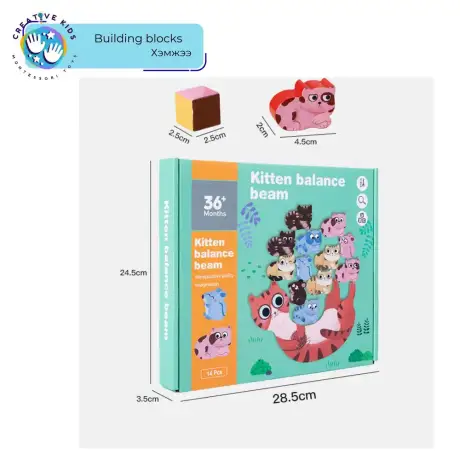 CREATIVE KIDS
MONTESSORI TOYS
Building blocks
Хэмжээ
2.5cm
2.5cm
2cm
4.5cm
Kitten balance
beam
36+
Months
Kitten
balance
beam
14 Pcs
Kitten balance beam
24.5cm
3.5cm
28.5cm